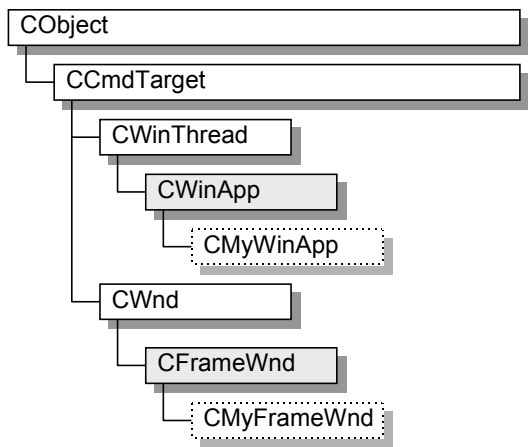 CObject
CCmdTarget
CWinThread
CWinApp
CMyWinApp
CWnd
CFrameWnd
CMyFrameWnd